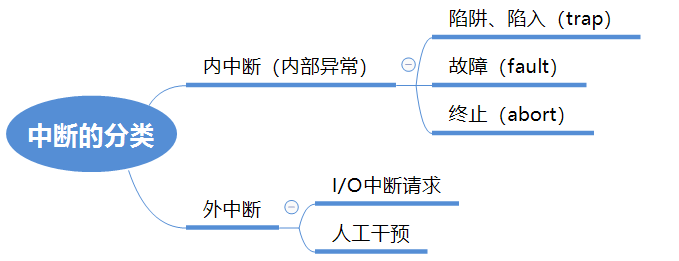 中断的分类
内中断（内部异常）
陷阱、陷入（trap）
故障（fault）
终止（abort）
外中断
I/O中断请求
人工干预